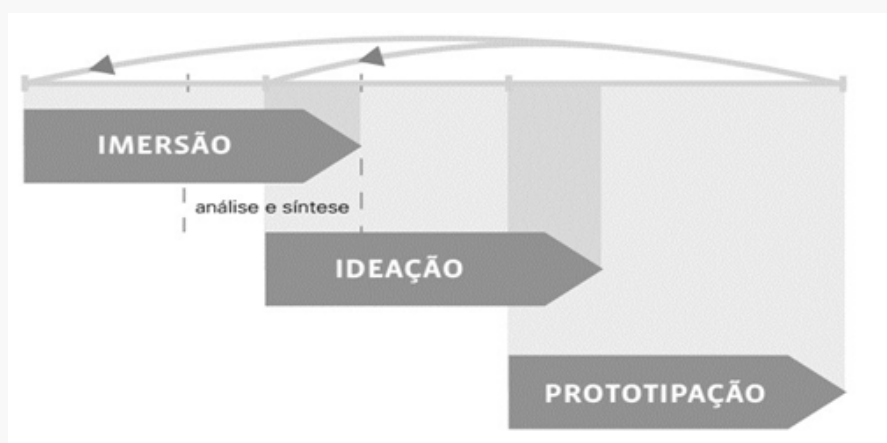 IMERSÃO
análise e síntese
IDEAÇÃO
PROTOTIPAÇÃO